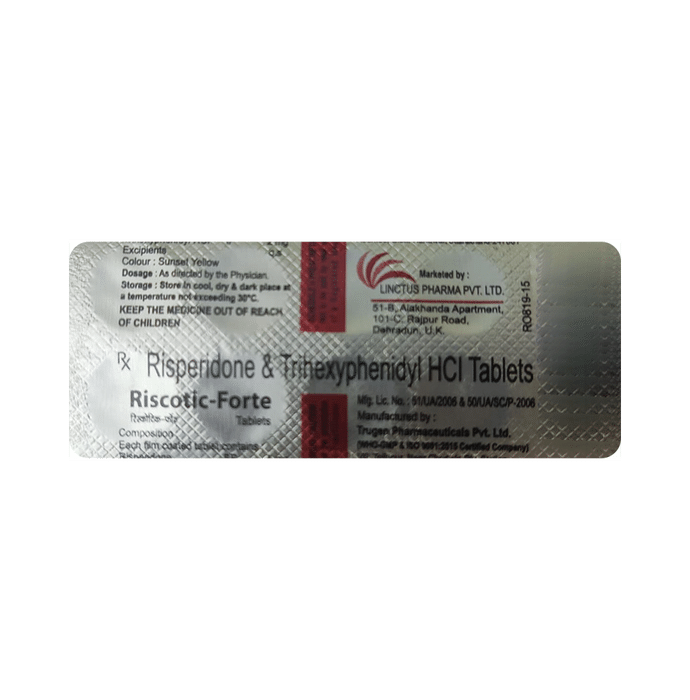 mg
Excipients q.s.
Colour : Sunset Yellow
Dosage : As directed by the Physician.
Storage : Store in cool, dry & dark place at
a temperature not exceeding 30°C.
KEEP THE MEDICINE OUT OF REACH
OF CHILDREN
Marketed by :
LINCTUS PHARMA PVT. LTD.
51-B, Alakhanda Apartment,
101-C, Rajpur Road,
Dehradun, U.K.
RO819-15
Rx Risperidone & Trihexyphenidyl HCl Tablets
Riscotic-Forte
रिस्कोटिक-फोर्ट Tablets
Composition
Each film coated tablet contains
Risperidone
Mfg. Lic. No. : 51/UA/2006 & 50/UA/SC/P-2006
Manufactured by :
Trugen Pharmaceuticals Pvt. Ltd.
(WHO-GMP & ISO 9001:2015 Certified Company)